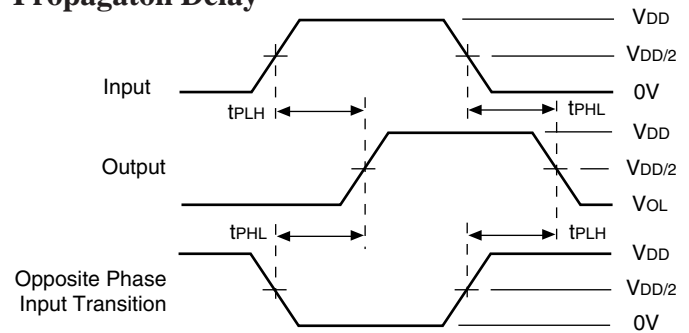 Propagaton Delay
VDD
VDD/2
Input
0V
tPLH
tPHL
VDD
Output
VDD/2
VOL
tPHL
tPLH
VDD
Opposite Phase
Input Transition
VDD/2
0V